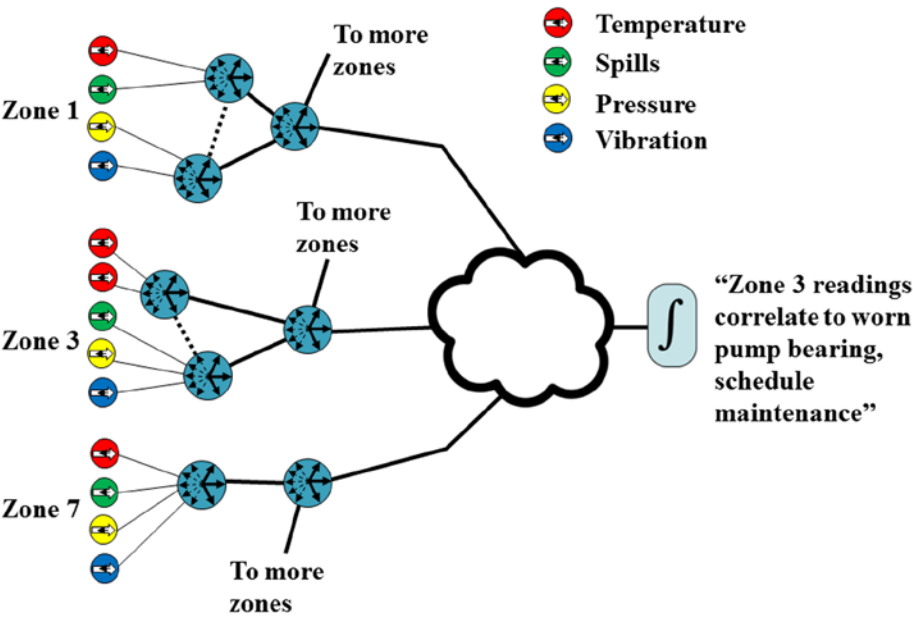 To more
zones
Temperature
Spills
Pressure
Vibration
Zone 1
To more
zones
Zone 3
∫
“Zone 3 readings
correlate to worn
pump bearing,
schedule
maintenance”
Zone 7
To more
zones